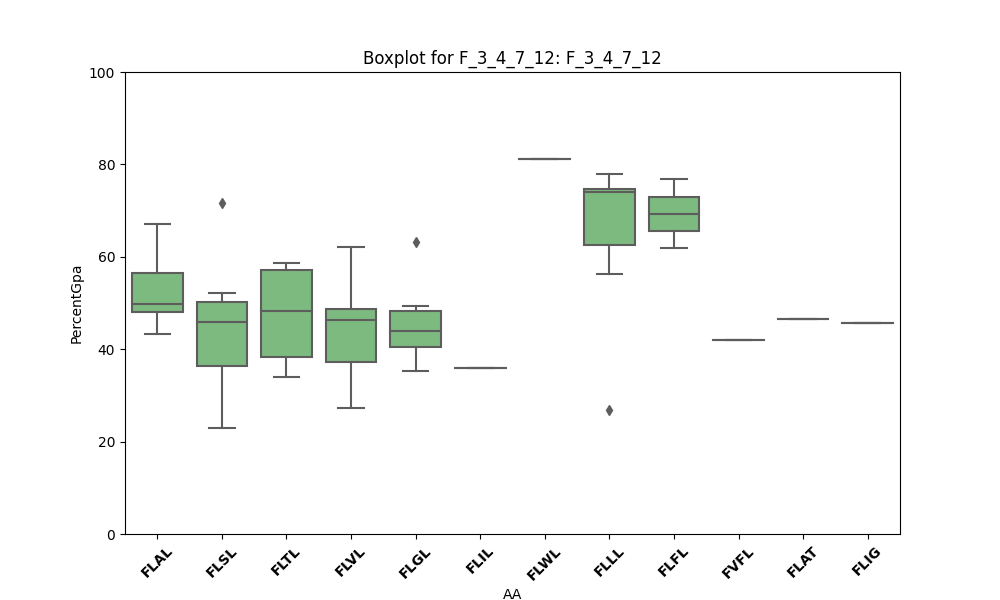 Boxplot for F_3_4_7_12: F_3_4_7_12
100
80
60
40
20
0
PercentGpa
FLAL FLSL FLTL FLVL FLGL FLIL FLWL FLLL FLFL FVFL FLAT FLIG
AA